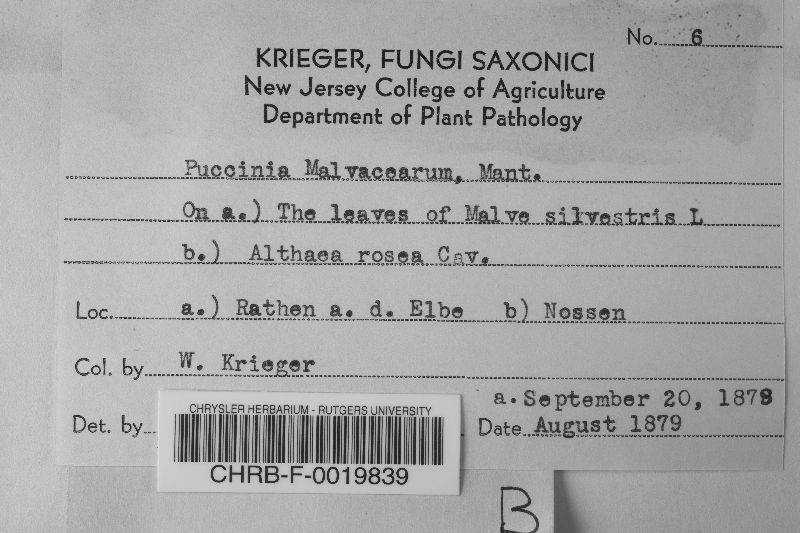 No. 6
KRIEGER, FUNGI SAXONICI
New Jersey College of Agriculture
Department of Plant Pathology
Puccinia Malvacearum, Mant.
On a.) The leaves of Malve silvestris L
b.) Althaea rosea Cav.
Loc. a.) Rathen a. d. Elbe b) Nossen
Col. by W. Krieger
a. September 20, 1879
Det. by Date August 1879
CHRYSLER HERBARIUM - RUTGERS UNIVERSITY
CHRB-F-0019839
B